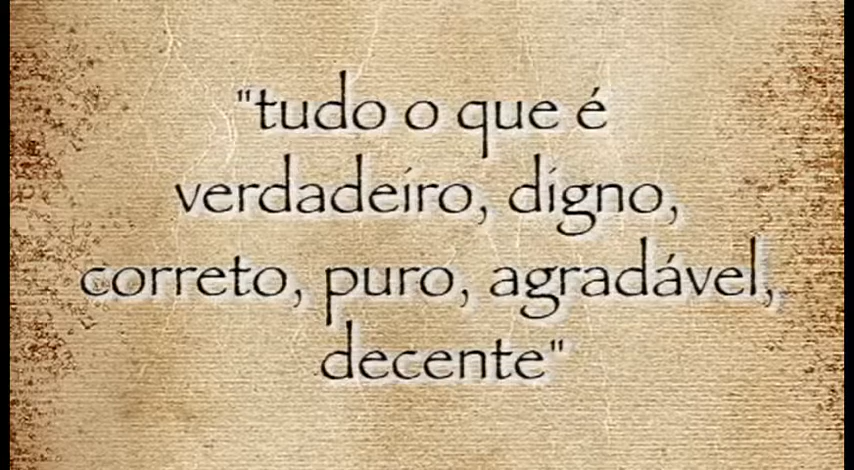 "tudo o que é
verdadeiro, digno,
correto, puro, agradável,
decente"